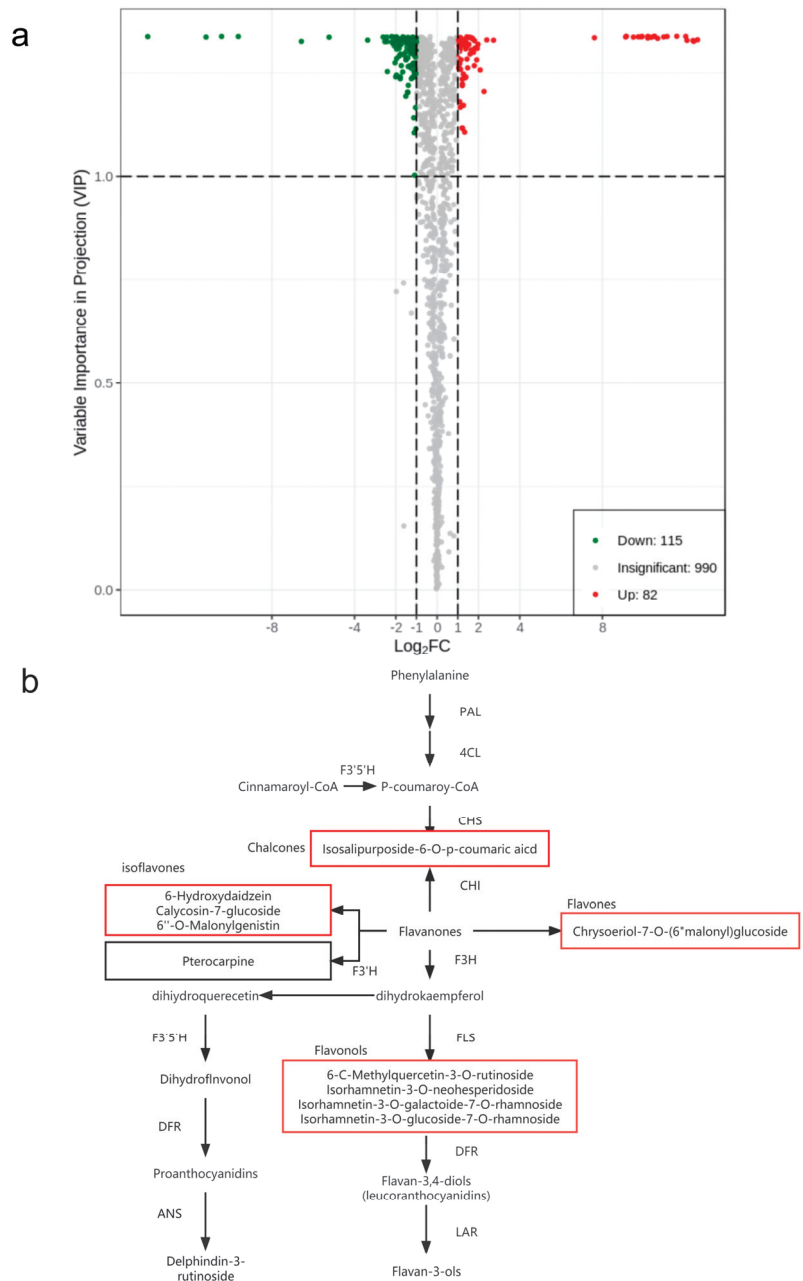 a
Variable Importance in Projection (VIP)
1.0
0.5
0.0
Down: 115
Insignificant: 990
Up: 82
-8 -4 -2 -1 0 1 2 4 8
Log2FC
b
Phenylalanine
PAL
4CL
F3'5'H
Cinnamaroyl-CoA P-coumaroy-CoA
CHS
Chalcones
Isosalipurposide-6-O-p-coumaric aicd
isoflavones
CHI
6-Hydroxydaidzein
Calycosin-7-glucoside
6''-O-Malonylgenistin
Flavones
Flavanones
Chrysoeriol-7-O-(6"malonyl)glucoside
Pterocarpine
F3'H
F3H
dihydroquerecetin
dihydrokaempferol
F3'5'H
FLS
Flavonols
6-C-Methylquercetin-3-O-rutinoside
Isorhamnetin-3-O-neohesperidoside
Isorhamnetin-3-O-galactoide-7-O-rhamnoside
Isorhamnetin-3-O-glucoside-7-O-rhamnoside
Dihydroflnvonol
DFR
DFR
Proanthocyanidins
Flavan-3,4-diols
(leucoranthocyanidins)
ANS
LAR
Delphindin-3-
rutinoside
Flavan-3-ols